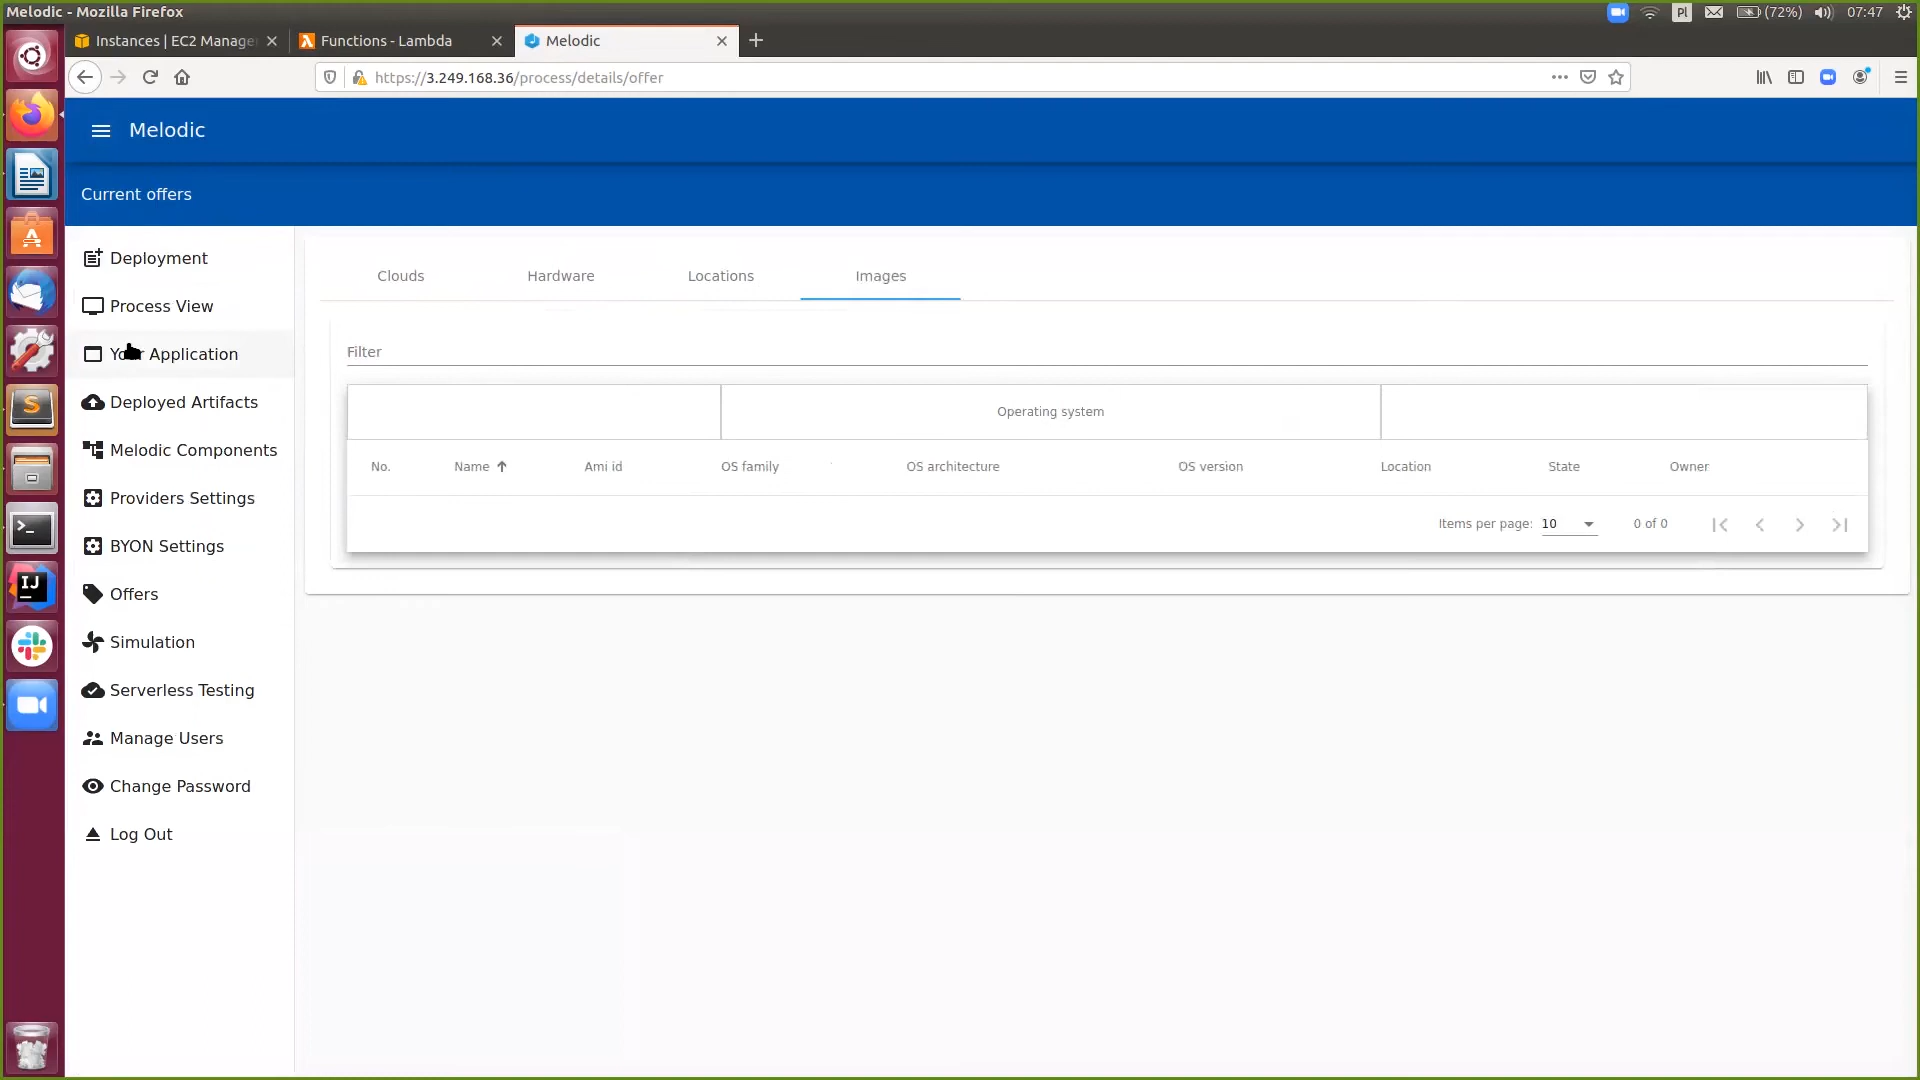 Melodic - Mozilla Firefox
Pl
(72%)
07:47
Instances | EC2 Manage
Functions - Lambda
Melodic
https://3.249.168.36/process/details/offer
Melodic
Current offers
Deployment
Process View
Your Application
Deployed Artifacts
Melodic Components
Providers Settings
BYON Settings
Offers
Simulation
Serverless Testing
Manage Users
Change Password
Log Out
Clouds
Hardware
Locations
Images
Filter
Operating system
No.
Name
Ami id
OS family
OS architecture
OS version
Location
State
Owner
Items per page: 10
0 of 0